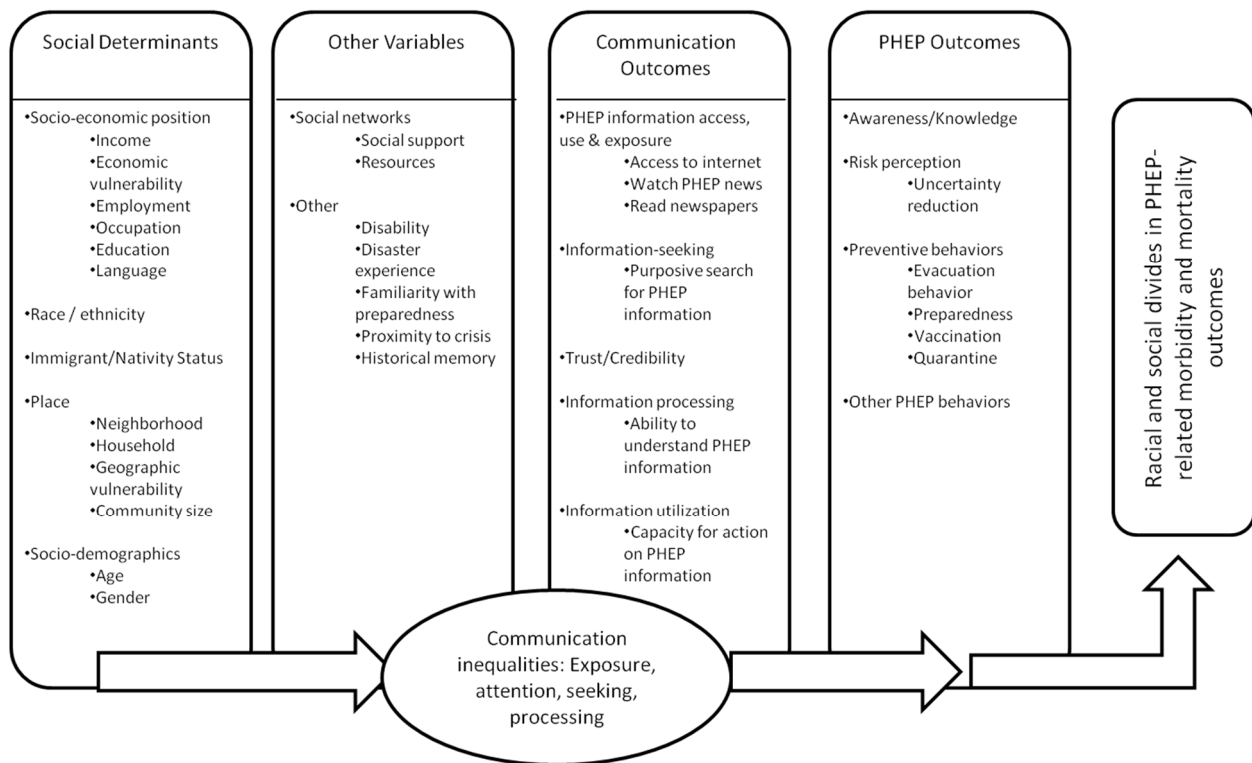 Social Determinants
•Socio-economic position
•Income
•Economic
vulnerability
•Employment
•Occupation
•Education
•Language
•Race / ethnicity
•Immigrant/Nativity Status
•Place
•Neighborhood
•Household
•Geographic
vulnerability
•Community size
•Socio-demographics
•Age
•Gender
Other Variables
•Social networks
•Social support
•Resources
•Other
•Disability
•Disaster
experience
•Familiarity with
preparedness
•Proximity to crisis
•Historical memory
Communication
Outcomes
•PHEP information access,
use & exposure
•Access to internet
•Watch PHEP news
•Read newspapers
•Information-seeking
•Purposive search
for PHEP
information
•Trust/Credibility
•Information processing
•Ability to
understand PHEP
information
•Information utilization
•Capacity for action
on PHEP
information
PHEP Outcomes
•Awareness/Knowledge
•Risk perception
•Uncertainty
reduction
•Preventive behaviors
•Evacuation
behavior
•Preparedness
•Vaccination
•Quarantine
•Other PHEP behaviors
Racial and social divides in PHEP-
related morbidity and mortality
outcomes
Communication
inequalities: Exposure,
attention, seeking,
processing